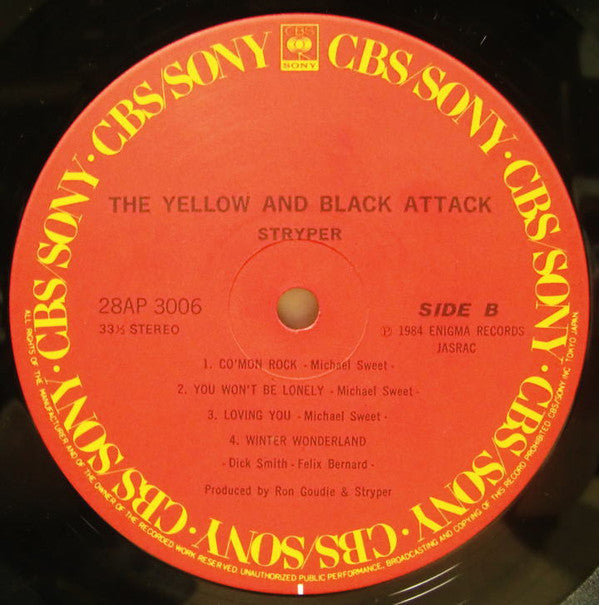 CBS
SONY
CBS/SONY · CBS/SONY · CBS/SONY · CBS/SONY · CBS/SONY · CBS/SONY · CBS/SONY · CBS/SONY
THE YELLOW AND BLACK ATTACK
STRYPER
28AP 3006
33⅓ STEREO
SIDE B
℗ 1984 ENIGMA RECORDS
JASRAC
1. CO'MON ROCK - Michael Sweet -
2. YOU WON'T BE LONELY - Michael Sweet -
3. LOVING YOU - Michael Sweet -
4. WINTER WONDERLAND
- Dick Smith - Felix Bernard -
Produced by Ron Goudie & Stryper
ALL RIGHTS OF THE MANUFACTURER AND OF THE OWNER OF THE RECORDED WORK RESERVED. UNAUTHORIZED PUBLIC PERFORMANCE, BROADCASTING AND COPYING OF THIS RECORD PROHIBITED CBS/SONY INC. TOKYO JAPAN.